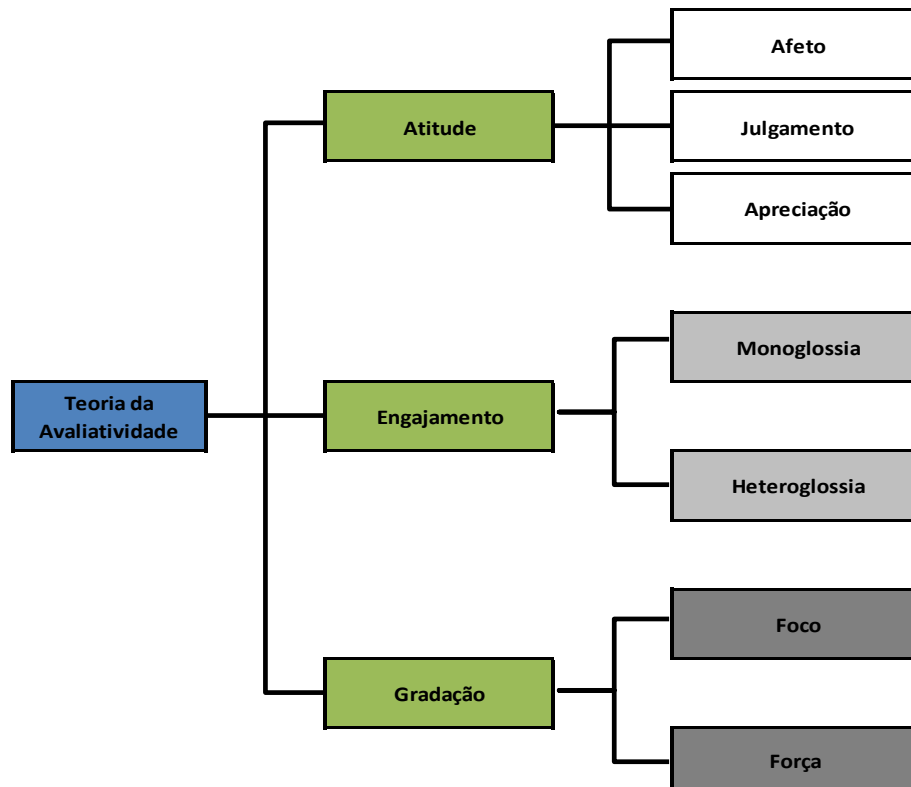 Afeto
Atitude
Julgamento
Apreciação
Monoglossia
Teoria da
Avaliatividade
Engajamento
Heteroglossia
Foco
Gradação
Força